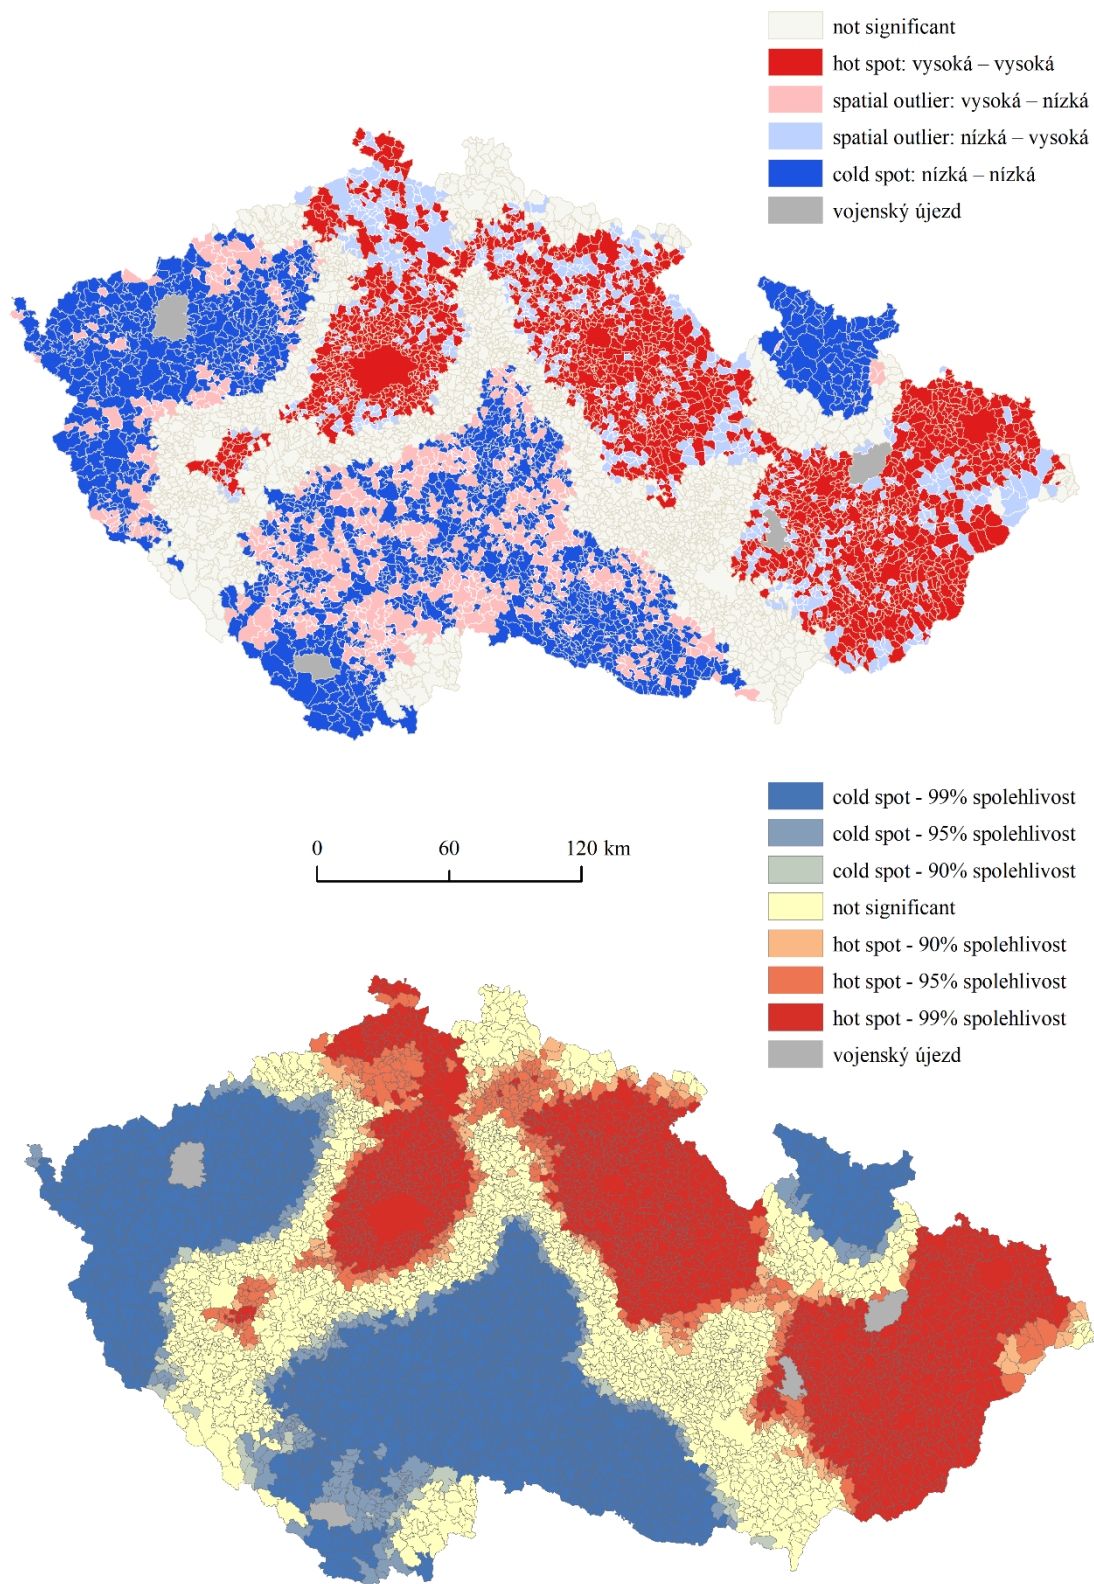 not significant
hot spot: vysoká – vysoká
spatial outlier: vysoká – nízká
spatial outlier: nízká – vysoká
cold spot: nízká – nízká
vojenský újezd
cold spot - 99% spolehlivost
cold spot - 95% spolehlivost
0 60 120 km
cold spot - 90% spolehlivost
not significant
hot spot - 90% spolehlivost
hot spot - 95% spolehlivost
hot spot - 99% spolehlivost
vojenský újezd